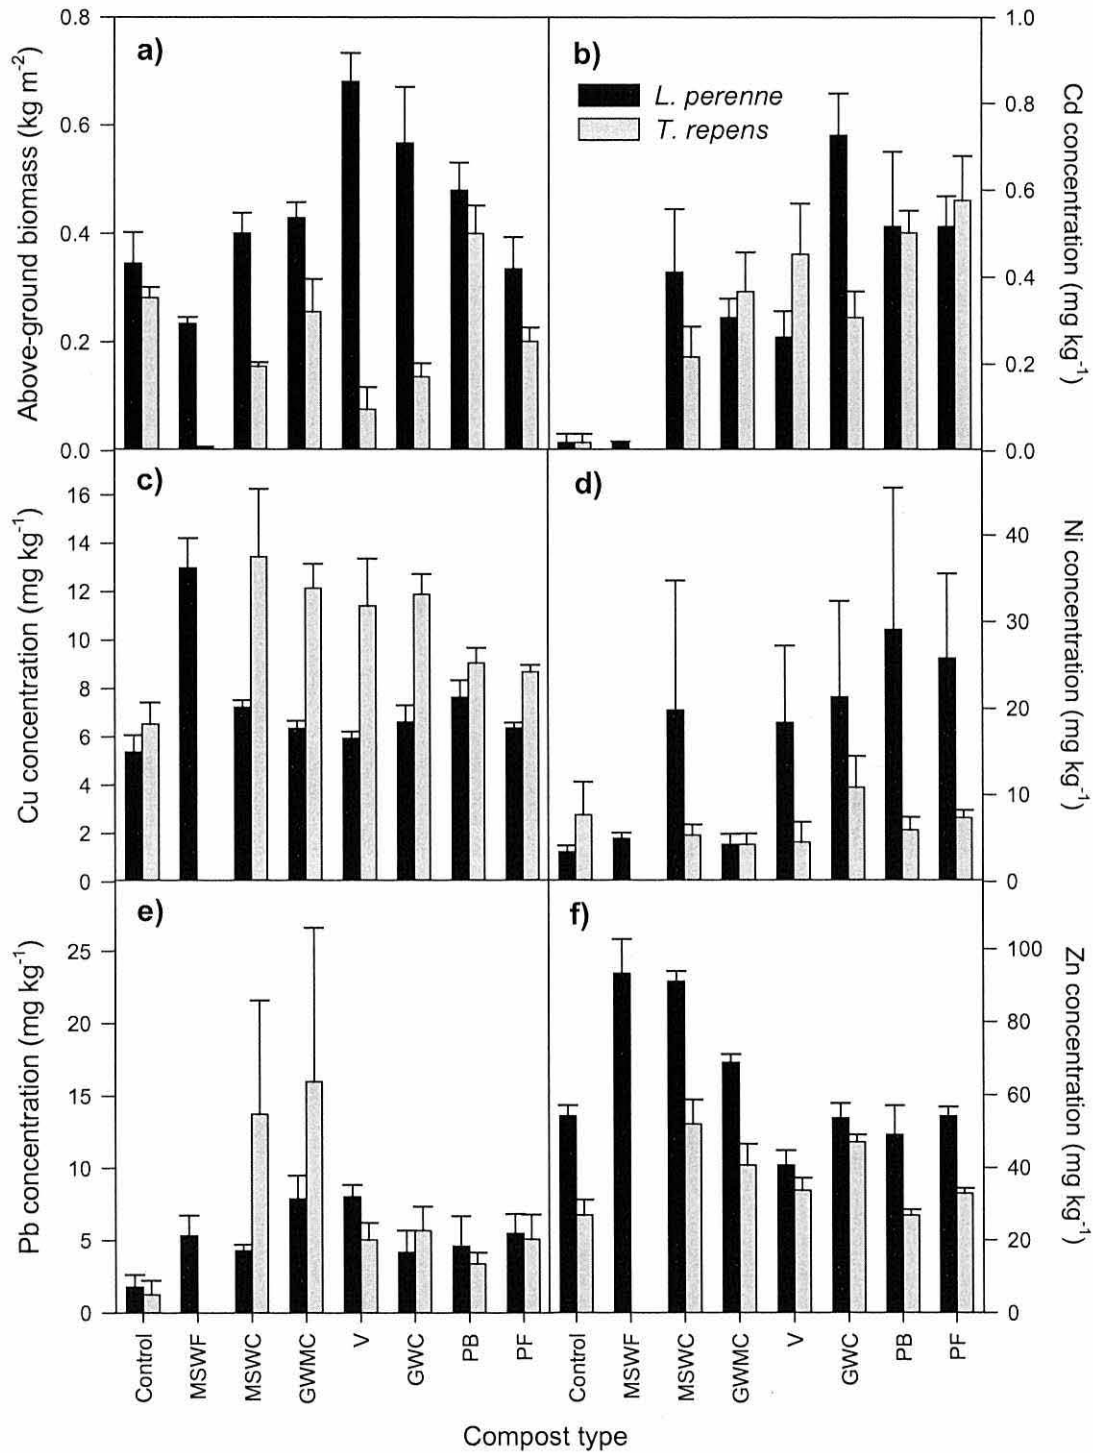 a)
Above-ground biomass (kg m⁻²)
0.8
0.6
0.4
0.2
0.0
b)
L. perenne
T. repens
Cd concentration (mg kg⁻¹)
1.0
0.8
0.6
0.4
0.2
0.0
c)
Cu concentration (mg kg⁻¹)
16
14
12
10
8
6
4
2
0
d)
Ni concentration (mg kg⁻¹)
40
30
20
10
0
e)
Pb concentration (mg kg⁻¹)
25
20
15
10
5
0
f)
Zn concentration (mg kg⁻¹)
100
80
60
40
20
0
Control
MSWF
MSWC
GWMC
V
GWC
PB
PF
Control
MSWF
MSWC
GWMC
V
GWC
PB
PF
Compost type